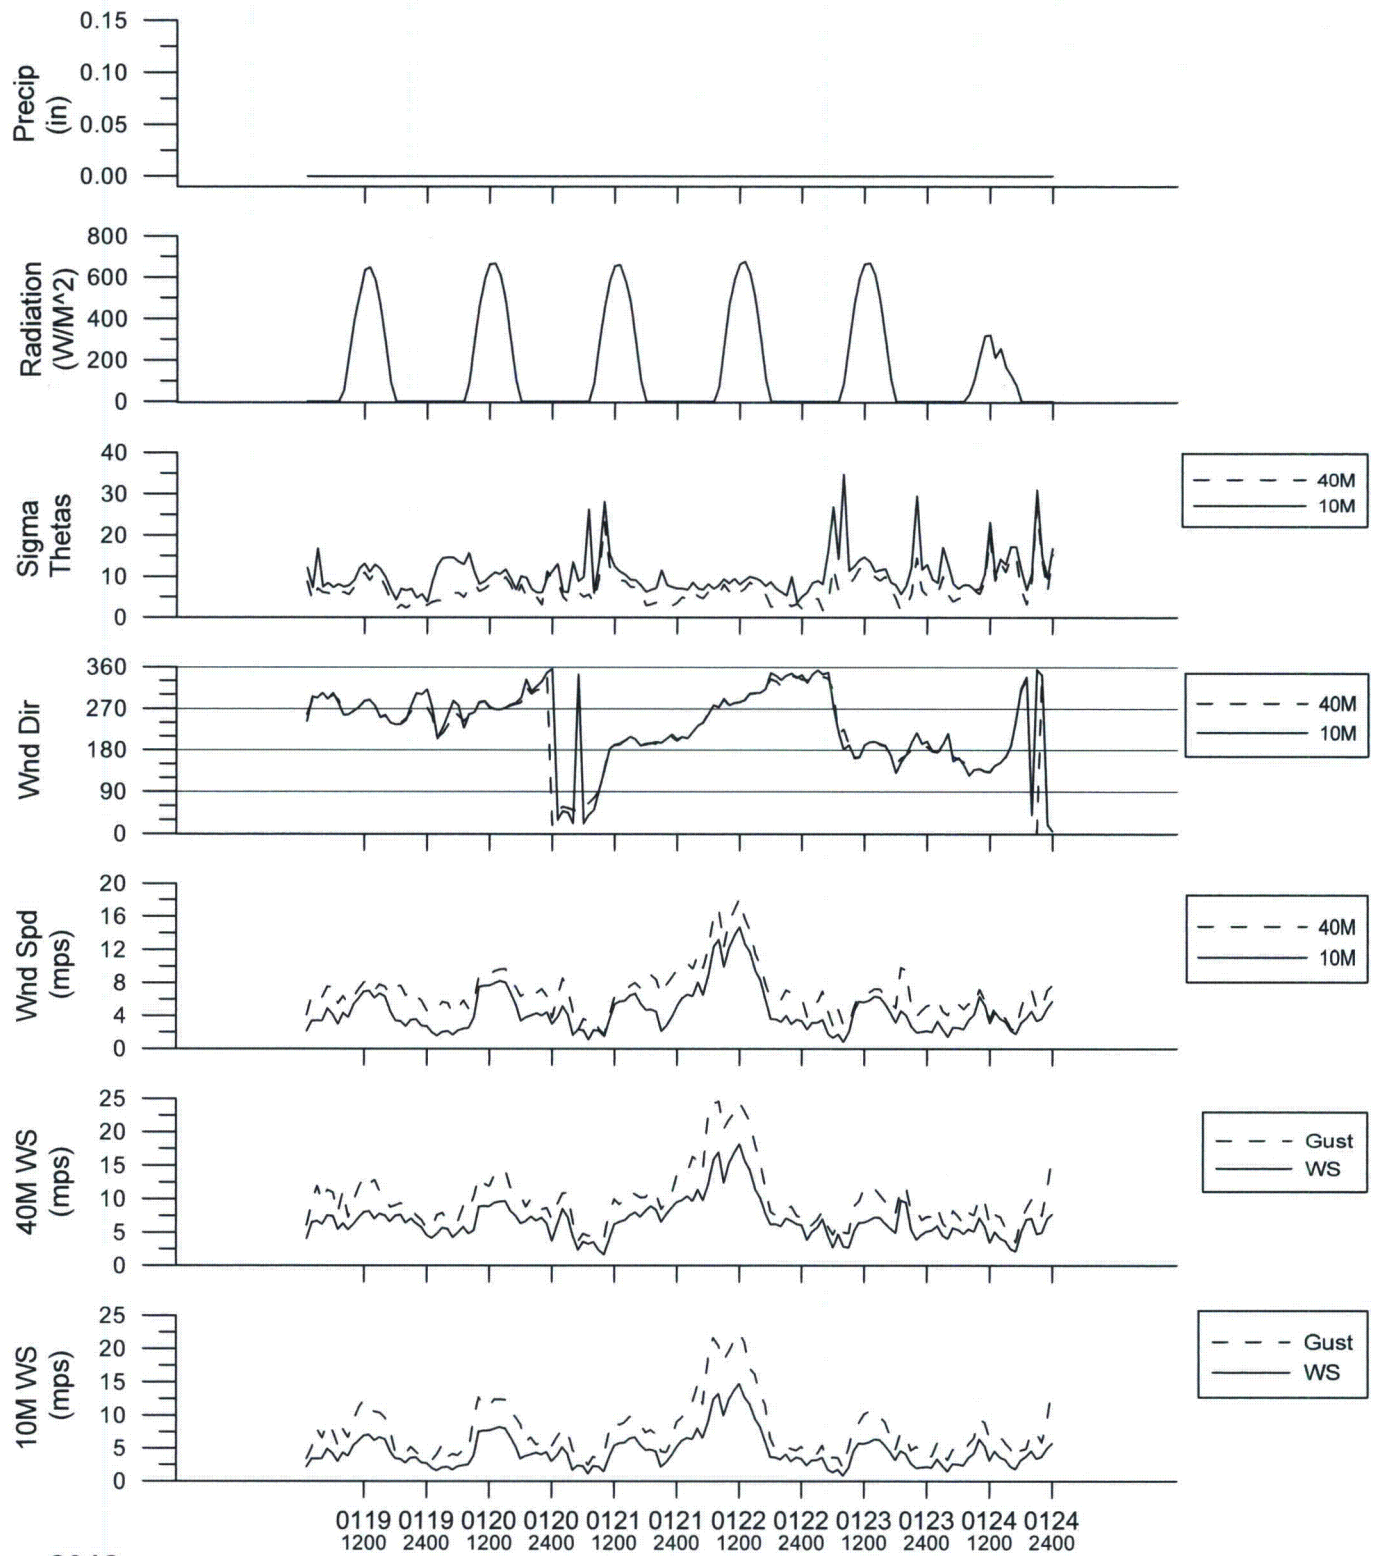 Precip
(in)
0.15
0.10
0.05
0.00
Radiation
(W/M^2)
800
600
400
200
0
Sigma
Thetas
40
30
20
10
0
40M
10M
Wnd Dir
360
270
180
90
0
40M
10M
Wnd Spd
(mps)
20
16
12
8
4
0
40M
10M
40M WS
(mps)
25
20
15
10
5
0
Gust
WS
10M WS
(mps)
25
20
15
10
5
0
Gust
WS
0119 0119 0120 0120 0121 0121 0122 0122 0123 0123 0124 0124
1200 2400 1200 2400 1200 2400 1200 2400 1200 2400 1200 2400